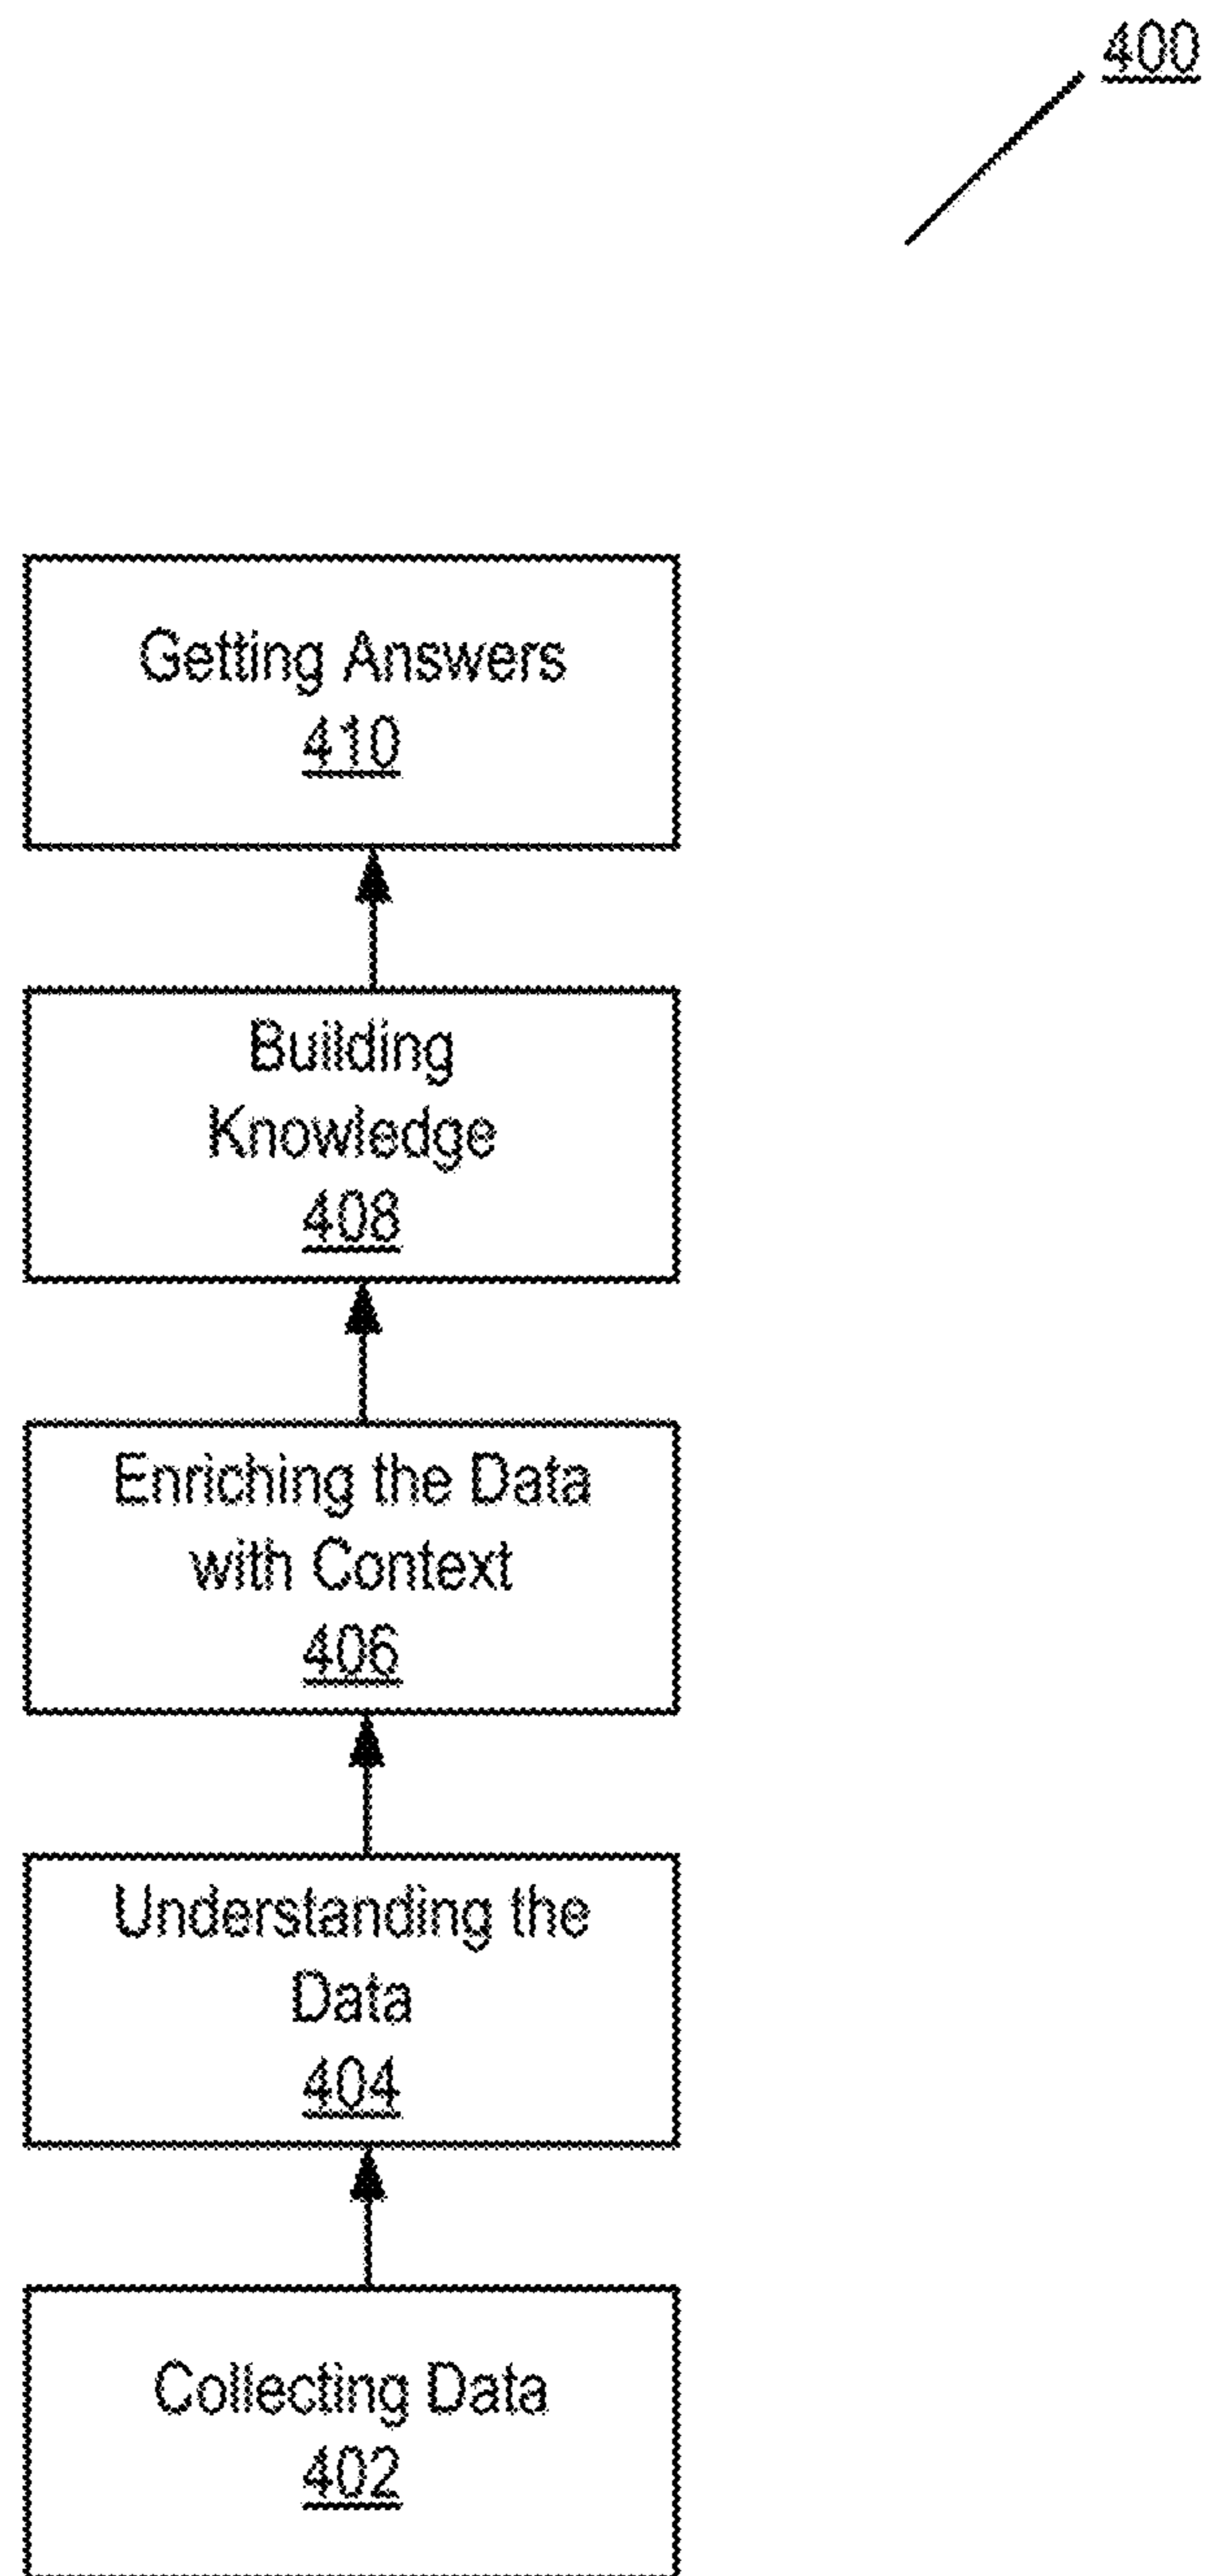 400
Getting Answers
410
Building
Knowledge
408
Enriching the Data
with Context
406
Understanding the
Data
404
Collecting Data
402